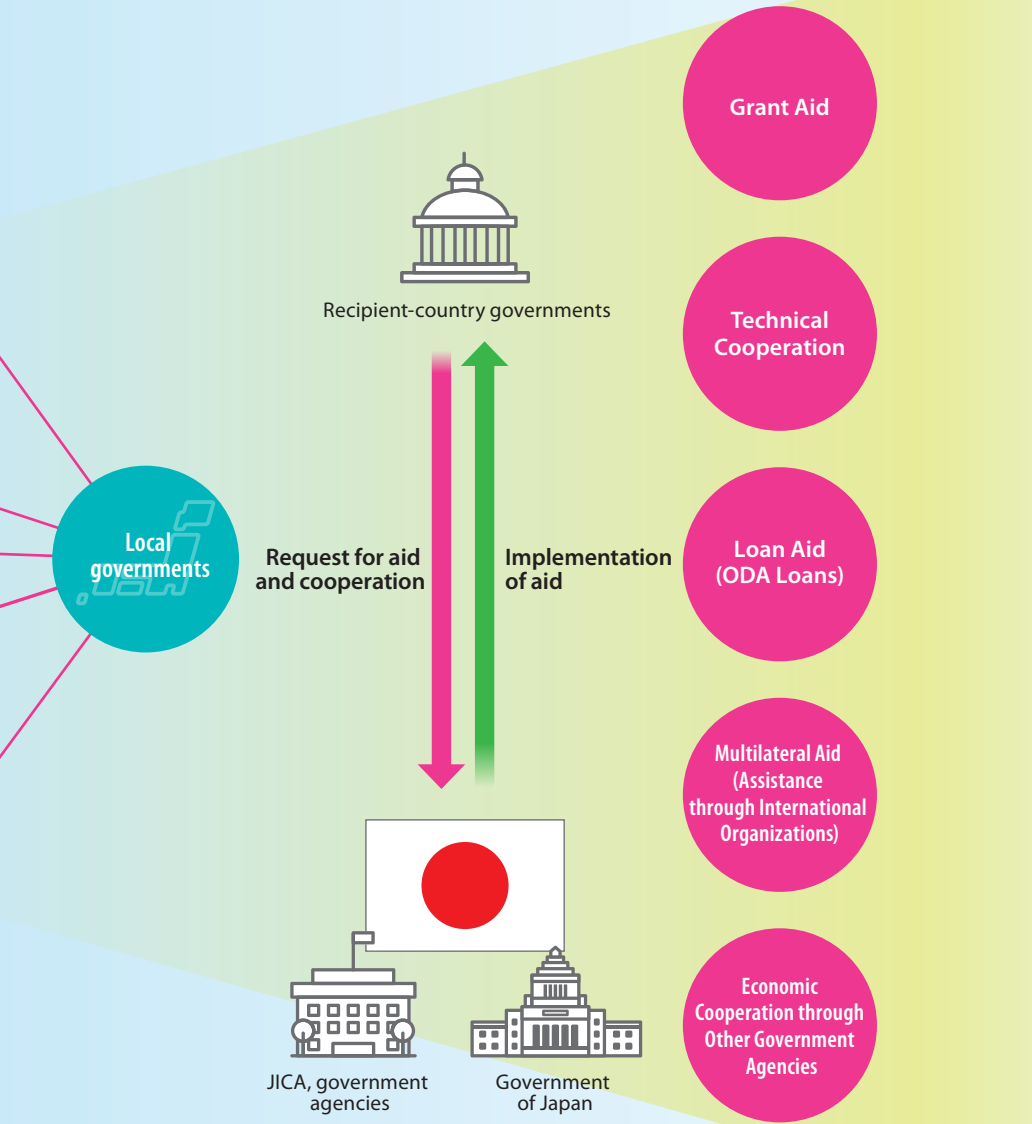 Grant Aid
Recipient-country governments
Technical
Cooperation
Local
governments
Request for aid
and cooperation
Implementation
of aid
Loan Aid
(ODA Loans)
Multilateral Aid
(Assistance
through International
Organizations)
JICA, government
agencies
Government
of Japan
Economic
Cooperation through
Other Government
Agencies